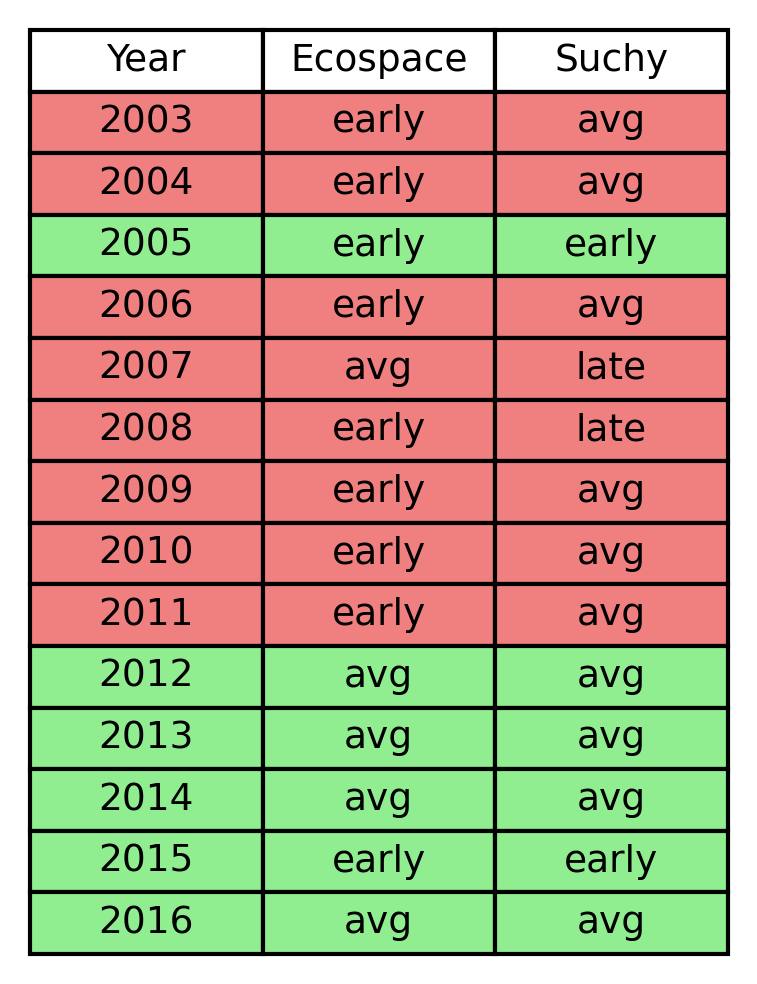 Year Ecospace Suchy
2003 early avg
2004 early avg
2005 early early
2006 early avg
2007 avg late
2008 early late
2009 early avg
2010 early avg
2011 early avg
2012 avg avg
2013 avg avg
2014 avg avg
2015 early early
2016 avg avg